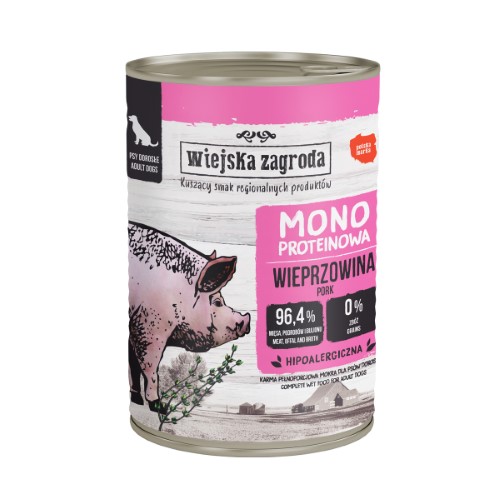 PSY DOROSŁE
ADULT DOGS
wiejska zagroda
Kuszący smak regionalnych produktów
polska
marka
MONO
PROTEINOWA
WIEPRZOWINA
PORK
96,4%
MIĘSA, PODROBÓW I BULIONU
MEAT, OFFAL AND BROTH
0%
ZBÓŻ
GRAINS
HIPOALERGICZNA
KARMA PEŁNOPORCJOWA MOKRA DLA PSÓW DOROSŁYCH
COMPLETE WET FOOD FOR ADULT DOGS